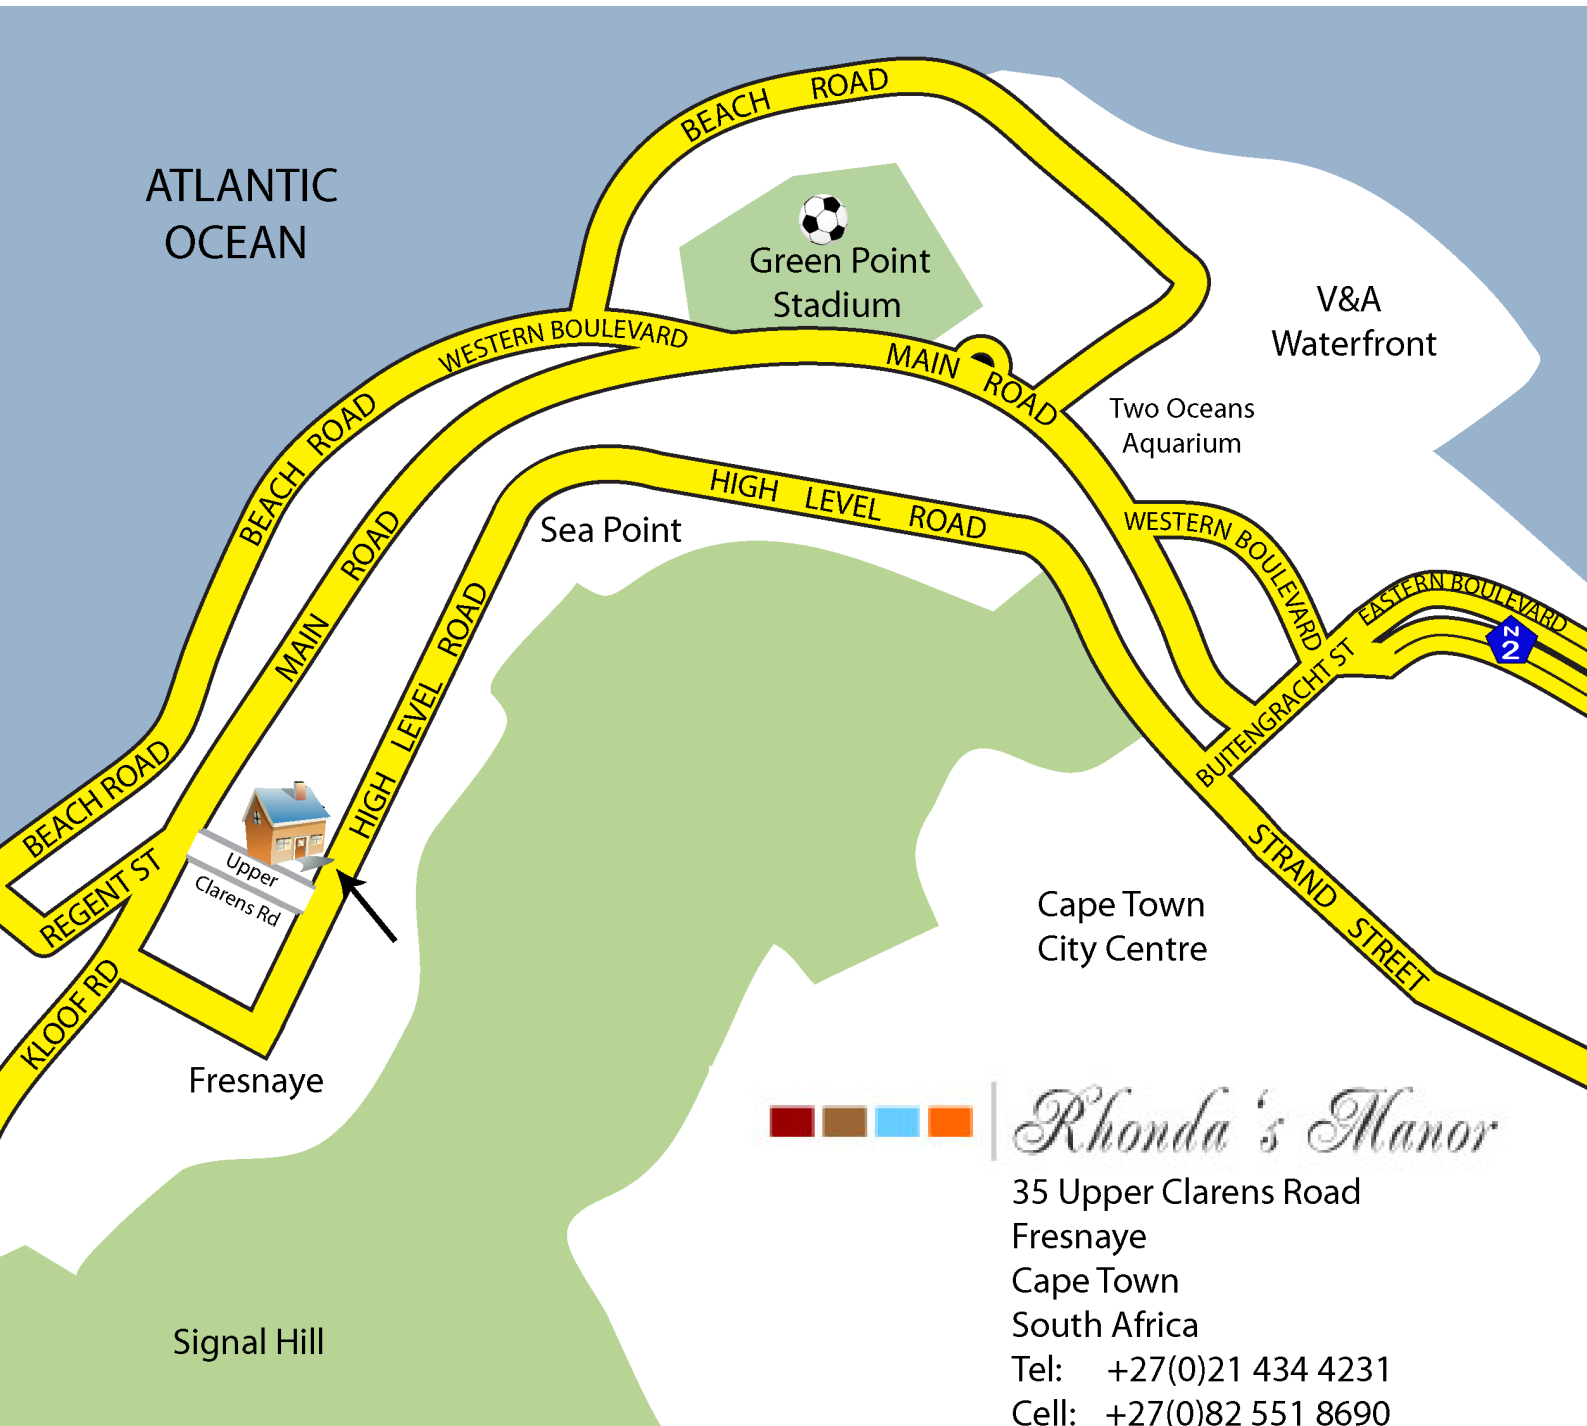 BEACH ROAD
ATLANTIC
OCEAN
Green Point
Stadium
V&A
Waterfront
WESTERN BOULEVARD
MAIN ROAD
Two Oceans
Aquarium
BEACH ROAD
HIGH LEVEL ROAD
Sea Point
WESTERN BOULEVARD
EASTERN BOULEVARD
N
2
MAIN ROAD
HIGH LEVEL ROAD
BUITENGRACHT ST
BEACH ROAD
REGENT ST
Upper
Clarens Rd
STRAND STREET
Cape Town
City Centre
KLOOF RD
Fresnaye
Rhonda's Manor
35 Upper Clarens Road
Fresnaye
Cape Town
South Africa
Tel: +27(0)21 434 4231
Cell: +27(0)82 551 8690
Signal Hill